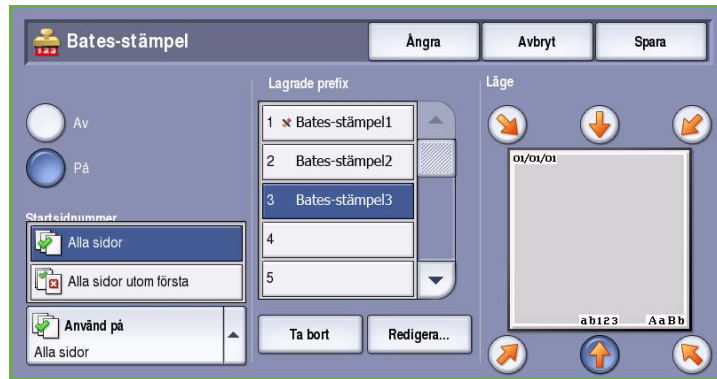 123
Bates-stämpel
Ångra
Avbryt
Spara
Av
På
Startsidnummer
Alla sidor
Alla sidor utom första
Använd på
Alla sidor
Lagrade prefix
1 Bates-stämpel1
2 Bates-stämpel2
3 Bates-stämpel3
4
5
Ta bort
Redigera...
Läge
01/01/01
ab123 AaBb